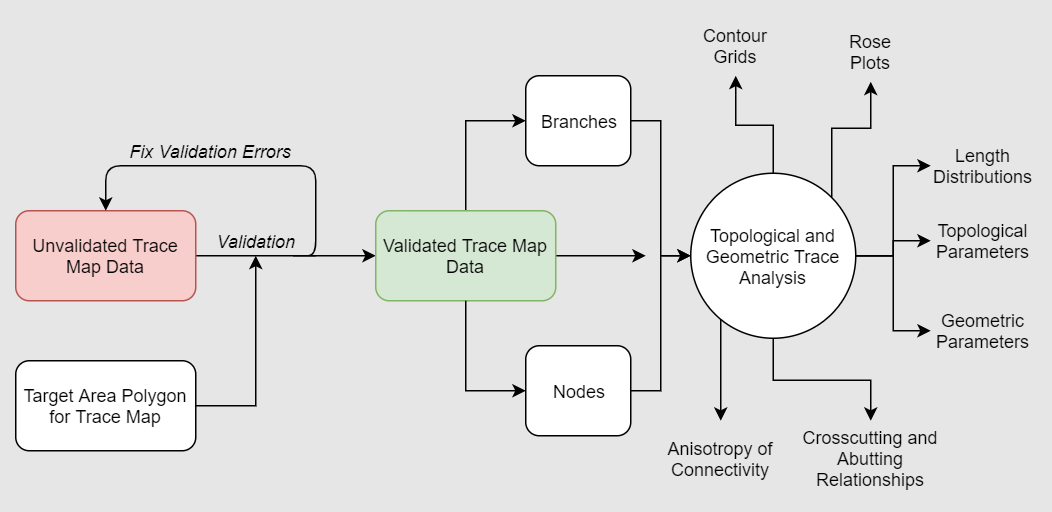 Fix Validation Errors
Unvalidated Trace
Map Data
Validation
Target Area Polygon
for Trace Map
Validated Trace Map
Data
Branches
Nodes
Topological and
Geometric Trace
Analysis
Contour
Grids
Rose
Plots
Length
Distributions
Topological
Parameters
Geometric
Parameters
Anisotropy of
Connectivity
Crosscutting and
Abutting
Relationships